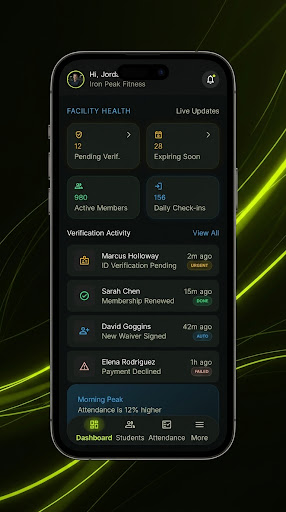 Hi, Jorda
Iron Peak Fitness
FACILITY HEALTH
Live Updates
12
Pending Verif.
28
Expiring Soon
980
Active Members
156
Daily Check-ins
Verification Activity
View All
Marcus Holloway
2m ago
ID Verification Pending
URGENT
Sarah Chen
15m ago
Membership Renewed
DONE
David Goggins
42m ago
New Waiver Signed
AUTO
Elena Rodriguez
1h ago
Payment Declined
FAILED
Morning Peak
Attendance is 12% higher
Dashboard
Students
Attendance
More